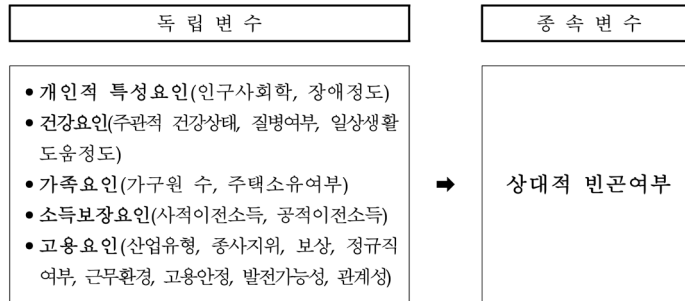 독 립 변 수
종 속 변 수
• 개인적 특성요인(인구사회학, 장애정도)
• 건강요인(주관적 건강상태, 질병여부, 일상생활
도움정도)
• 가족요인(가구원 수, 주택소유여부)
• 소득보장요인(사적이전소득, 공적이전소득)
• 고용요인(산업유형, 종사지위, 보상, 정규직
여부, 근무환경, 고용안정, 발전가능성, 관계성)
➡
상대적 빈곤여부